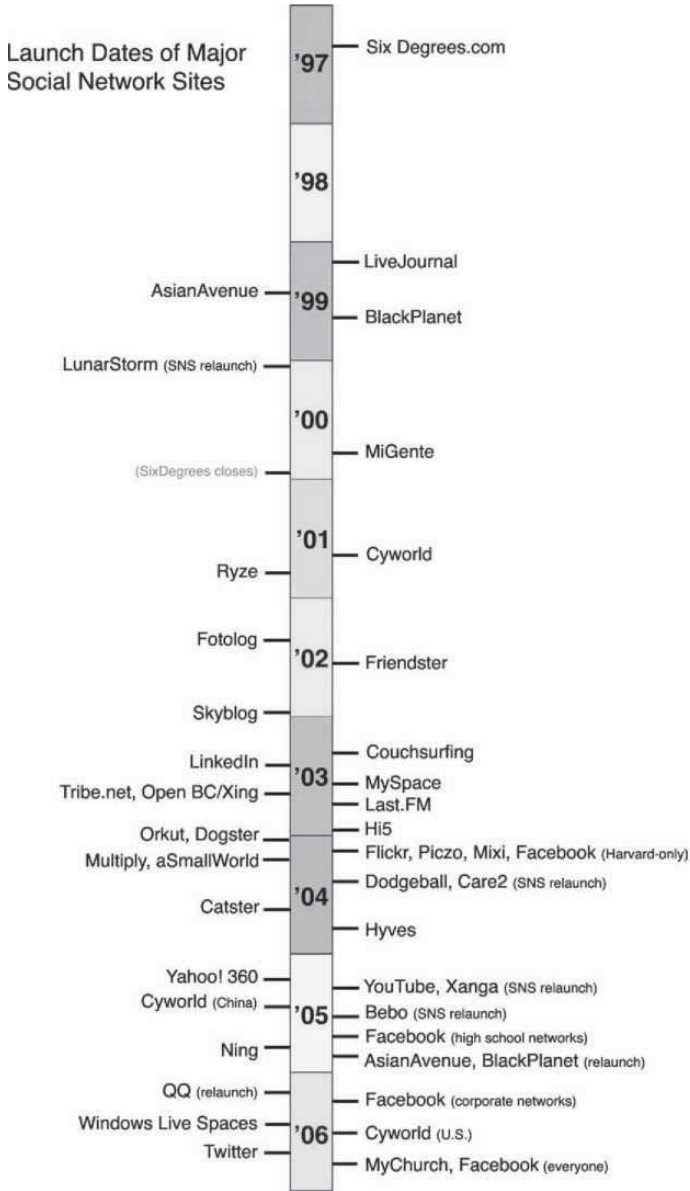 Launch Dates of Major
Social Network Sites
'97
Six Degrees.com
'98
'99
LiveJournal
AsianAvenue
BlackPlanet
'00
LunarStorm (SNS relaunch)
MiGente
(SixDegrees closes)
'01
Cyworld
Ryze
'02
Fotolog
Friendster
Skyblog
'03
Couchsurfing
LinkedIn
MySpace
Tribe.net, Open BC/Xing
Last.FM
Hi5
'04
Orkut, Dogster
Flickr, Piczo, Mixi, Facebook (Harvard-only)
Multiply, aSmallWorld
Dodgeball, Care2 (SNS relaunch)
Catster
Hyves
'05
Yahoo! 360
YouTube, Xanga (SNS relaunch)
Cyworld (China)
Bebo (SNS relaunch)
Facebook (high school networks)
Ning
AsianAvenue, BlackPlanet (relaunch)
'06
QQ (relaunch)
Facebook (corporate networks)
Windows Live Spaces
Cyworld (U.S.)
Twitter
MyChurch, Facebook (everyone)